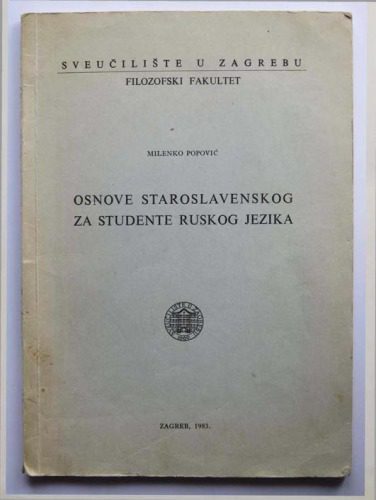 SVEUČILIŠTE U ZAGREBU
FILOZOFSKI FAKULTET
MILENKO POPOVIĆ
OSNOVE STAROSLAVENSKOG
ZA STUDENTE RUSKOG JEZIKA
ZAGREB, 1983.